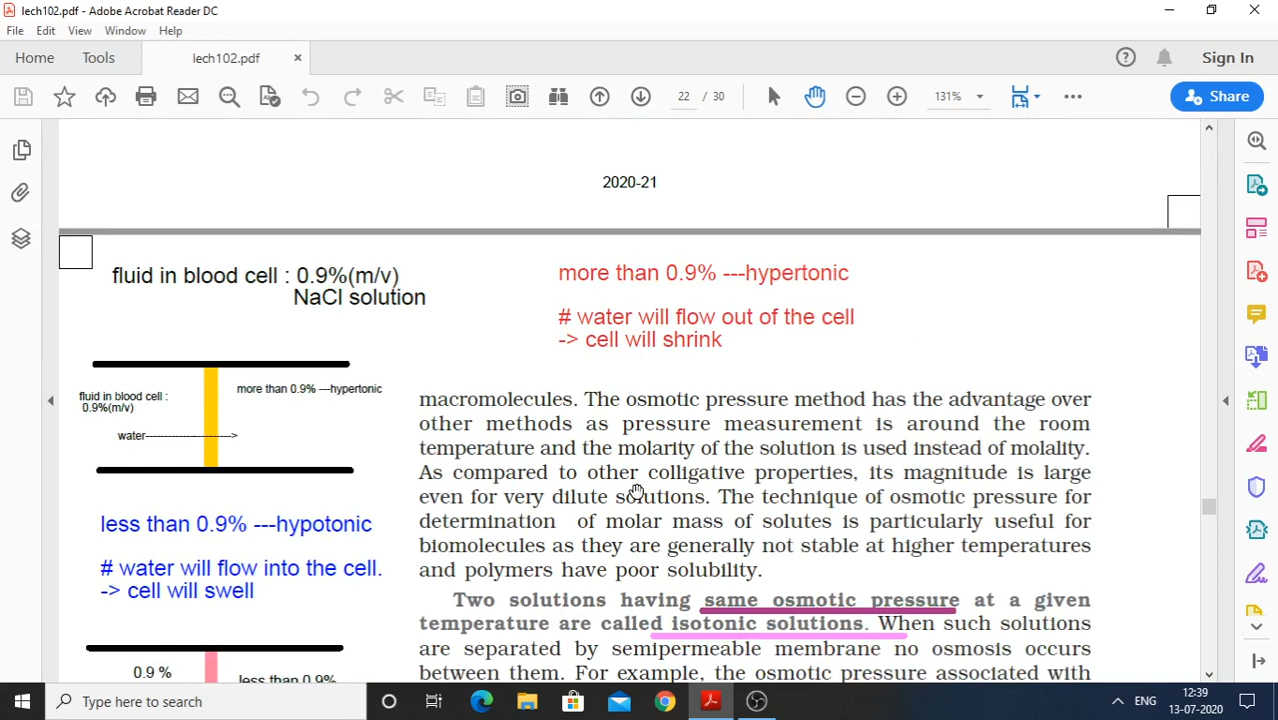 lech102.pdf - Adobe Acrobat Reader DC
File Edit View Window Help
Home Tools lech102.pdf × Sign In
22 / 30 131% Share
2020-21
fluid in blood cell : 0.9%(m/v)
NaCl solution
more than 0.9% ---hypertonic
# water will flow out of the cell
-> cell will shrink
fluid in blood cell :
0.9%(m/v)
more than 0.9% ---hypertonic
water------------------------>
less than 0.9% ---hypotonic
# water will flow into the cell.
-> cell will swell
0.9 %
less than 0.9%
macromolecules. The osmotic pressure method has the advantage over
other methods as pressure measurement is around the room
temperature and the molarity of the solution is used instead of molality.
As compared to other colligative properties, its magnitude is large
even for very dilute solutions. The technique of osmotic pressure for
determination of molar mass of solutes is particularly useful for
biomolecules as they are generally not stable at higher temperatures
and polymers have poor solubility.
Two solutions having same osmotic pressure at a given
temperature are called isotonic solutions. When such solutions
are separated by semipermeable membrane no osmosis occurs
between them. For example, the osmotic pressure associated with
Type here to search
ENG
12:39
13-07-2020